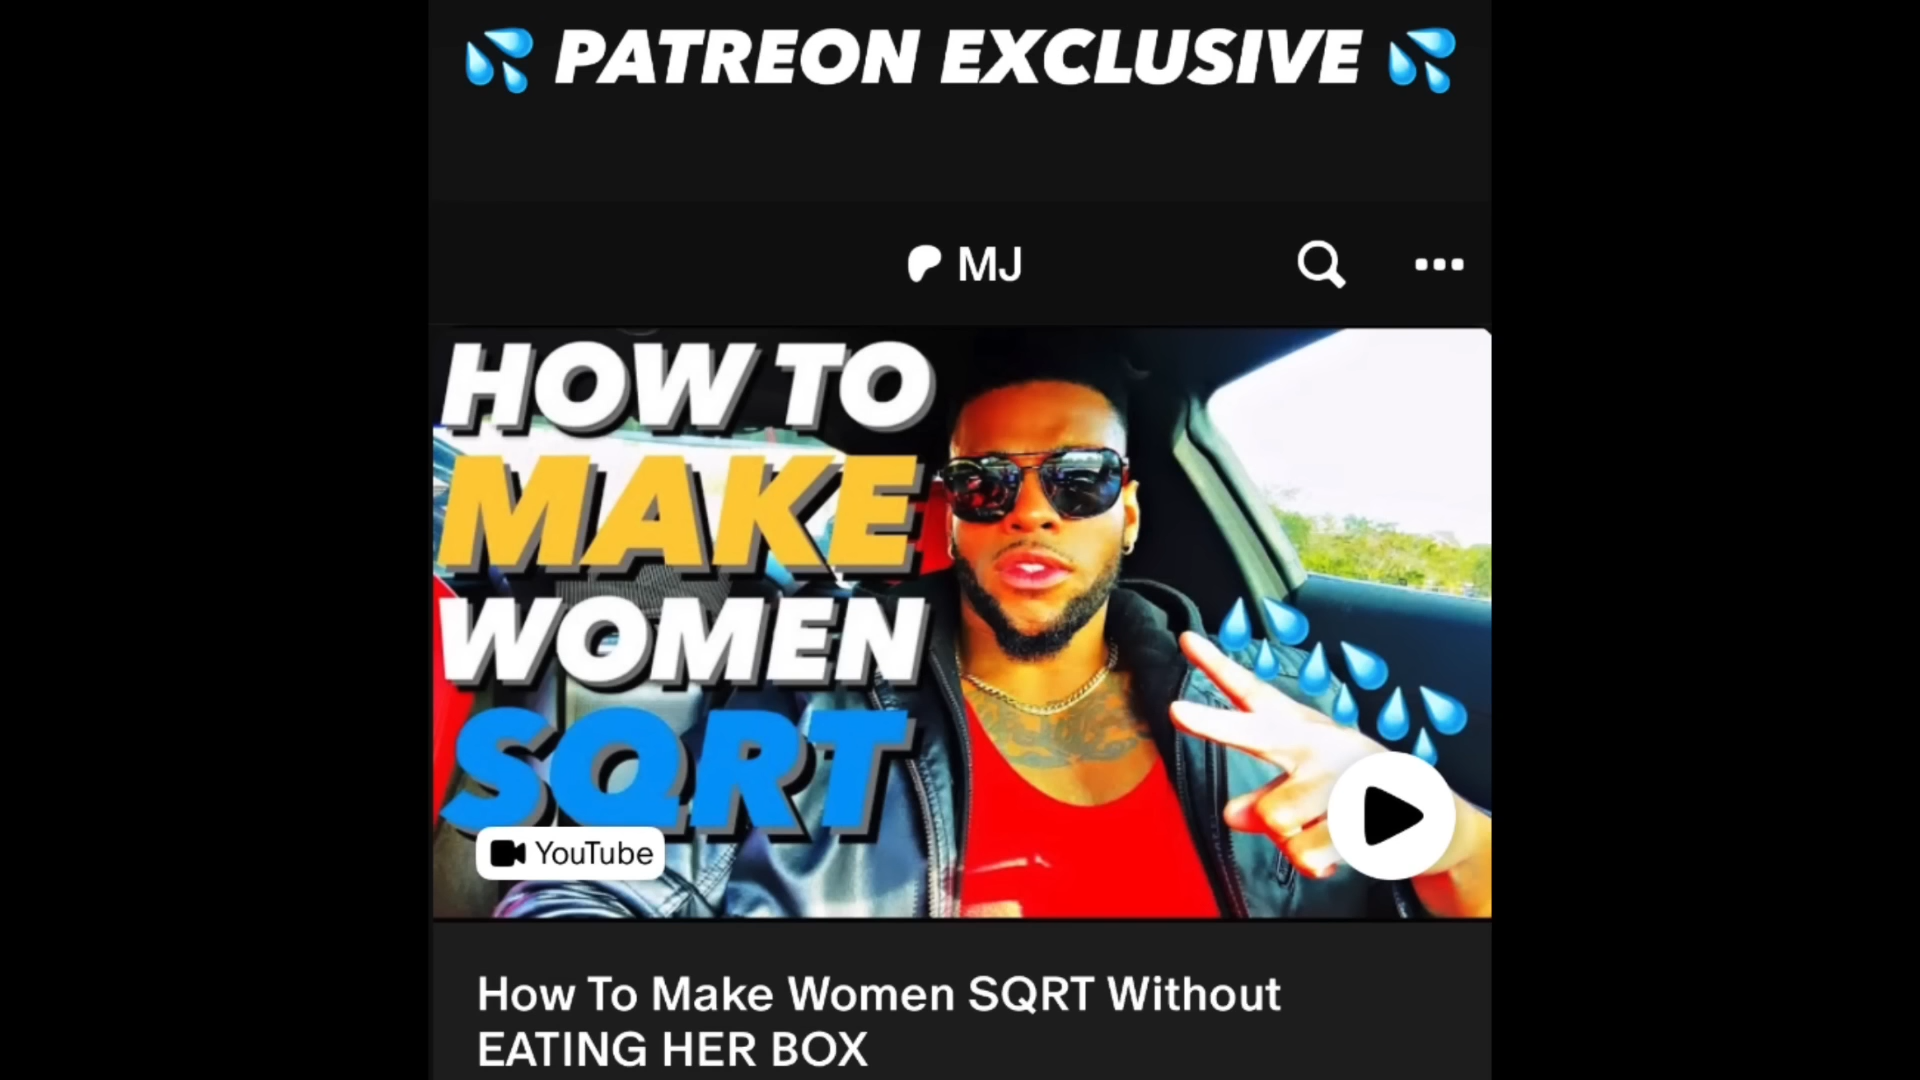 PATREON EXCLUSIVE
MJ
HOW TO
MAKE
WOMEN
SQRT
YouTube
How To Make Women SQRT Without
EATING HER BOX